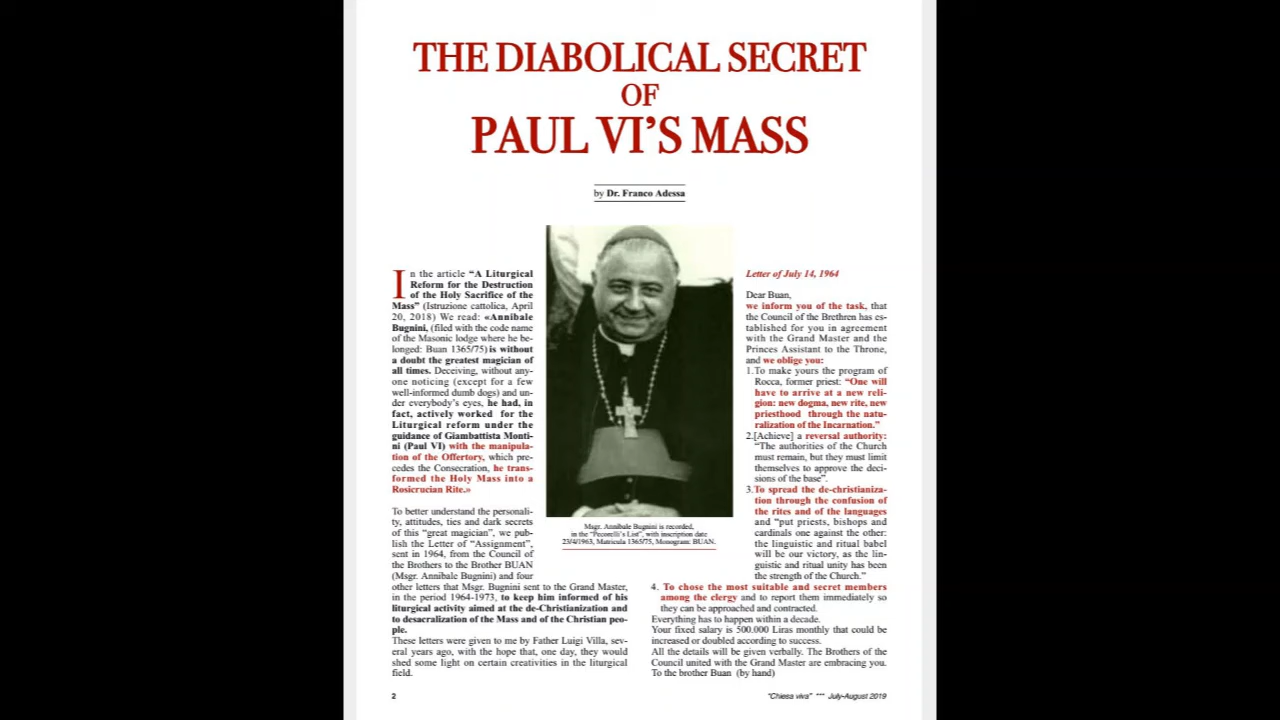 THE DIABOLICAL SECRET
OF
PAUL VI'S MASS
by Dr. Franco Adessa
In the article “A Liturgical
Reform for the Destruction
of the Holy Sacrifice of the
Mass” (Istruzione cattolica, April
20, 2018) We read: «Annibale
Bugnini, (filed with the code name
of the Masonic lodge where he be-
longed: Buan 1365/75) is without
a doubt the greatest magician of
all times. Deceiving, without any-
one noticing (except for a few
well-informed dumb dogs) and un-
der everybody's eyes, he had, in
fact, actively worked for the
Liturgical reform under the
guidance of Giambattista Monti-
ni (Paul VI) with the manipula-
tion of the Offertory, which pre-
cedes the Consecration, he trans-
formed the Holy Mass into a
Rosicrucian Rite.»
To better understand the personali-
ty, attitudes, ties and dark secrets
of this “great magician”, we pub-
lish the Letter of “Assignment”,
sent in 1964, from the Council of
the Brothers to the Brother BUAN
(Msgr. Annibale Bugnini) and four
other letters that Msgr. Bugnini sent to the Grand Master,
in the period 1964-1973, to keep him informed of his
liturgical activity aimed at the de-Christianization and
to desacralization of the Mass and of the Christian peo-
ple.
These letters were given to me by Father Luigi Villa, sev-
eral years ago, with the hope that, one day, they would
shed some light on certain creativities in the liturgical
field.
Msgr. Annibale Bugnini is recorded,
in the “Pecorelli's List”, with inscription date
23/4/1963, Matricula 1365/75, Monogram: BUAN.
Letter of July 14, 1964
Dear Buan,
we inform you of the task, that
the Council of the Brethren has es-
tablished for you in agreement
with the Grand Master and the
Princes Assistant to the Throne,
and we oblige you:
1.To make yours the program of
Rocca, former priest: “One will
have to arrive at a new reli-
gion: new dogma, new rite, new
priesthood through the natu-
ralization of the Incarnation.”
2.[Achieve] a reversal authority:
“The authorities of the Church
must remain, but they must limit
themselves to approve the deci-
sions of the base”.
3.To spread the de-christianiza-
tion through the confusion of
the rites and of the languages
and “put priests, bishops and
cardinals one against the other:
the linguistic and ritual babel
will be our victory, as the lin-
guistic and ritual unity has been
the strength of the Church.”
4. To chose the most suitable and secret members
among the clergy and to report them immediately so
they can be approached and contracted.
Everything has to happen within a decade.
Your fixed salary is 500.000 Liras monthly that could be
increased or doubled according to success.
All the details will be given verbally. The Brothers of the
Council united with the Grand Master are embracing you.
To the brother Buan (by hand)
2
“Chiesa viva” *** July-August 2019